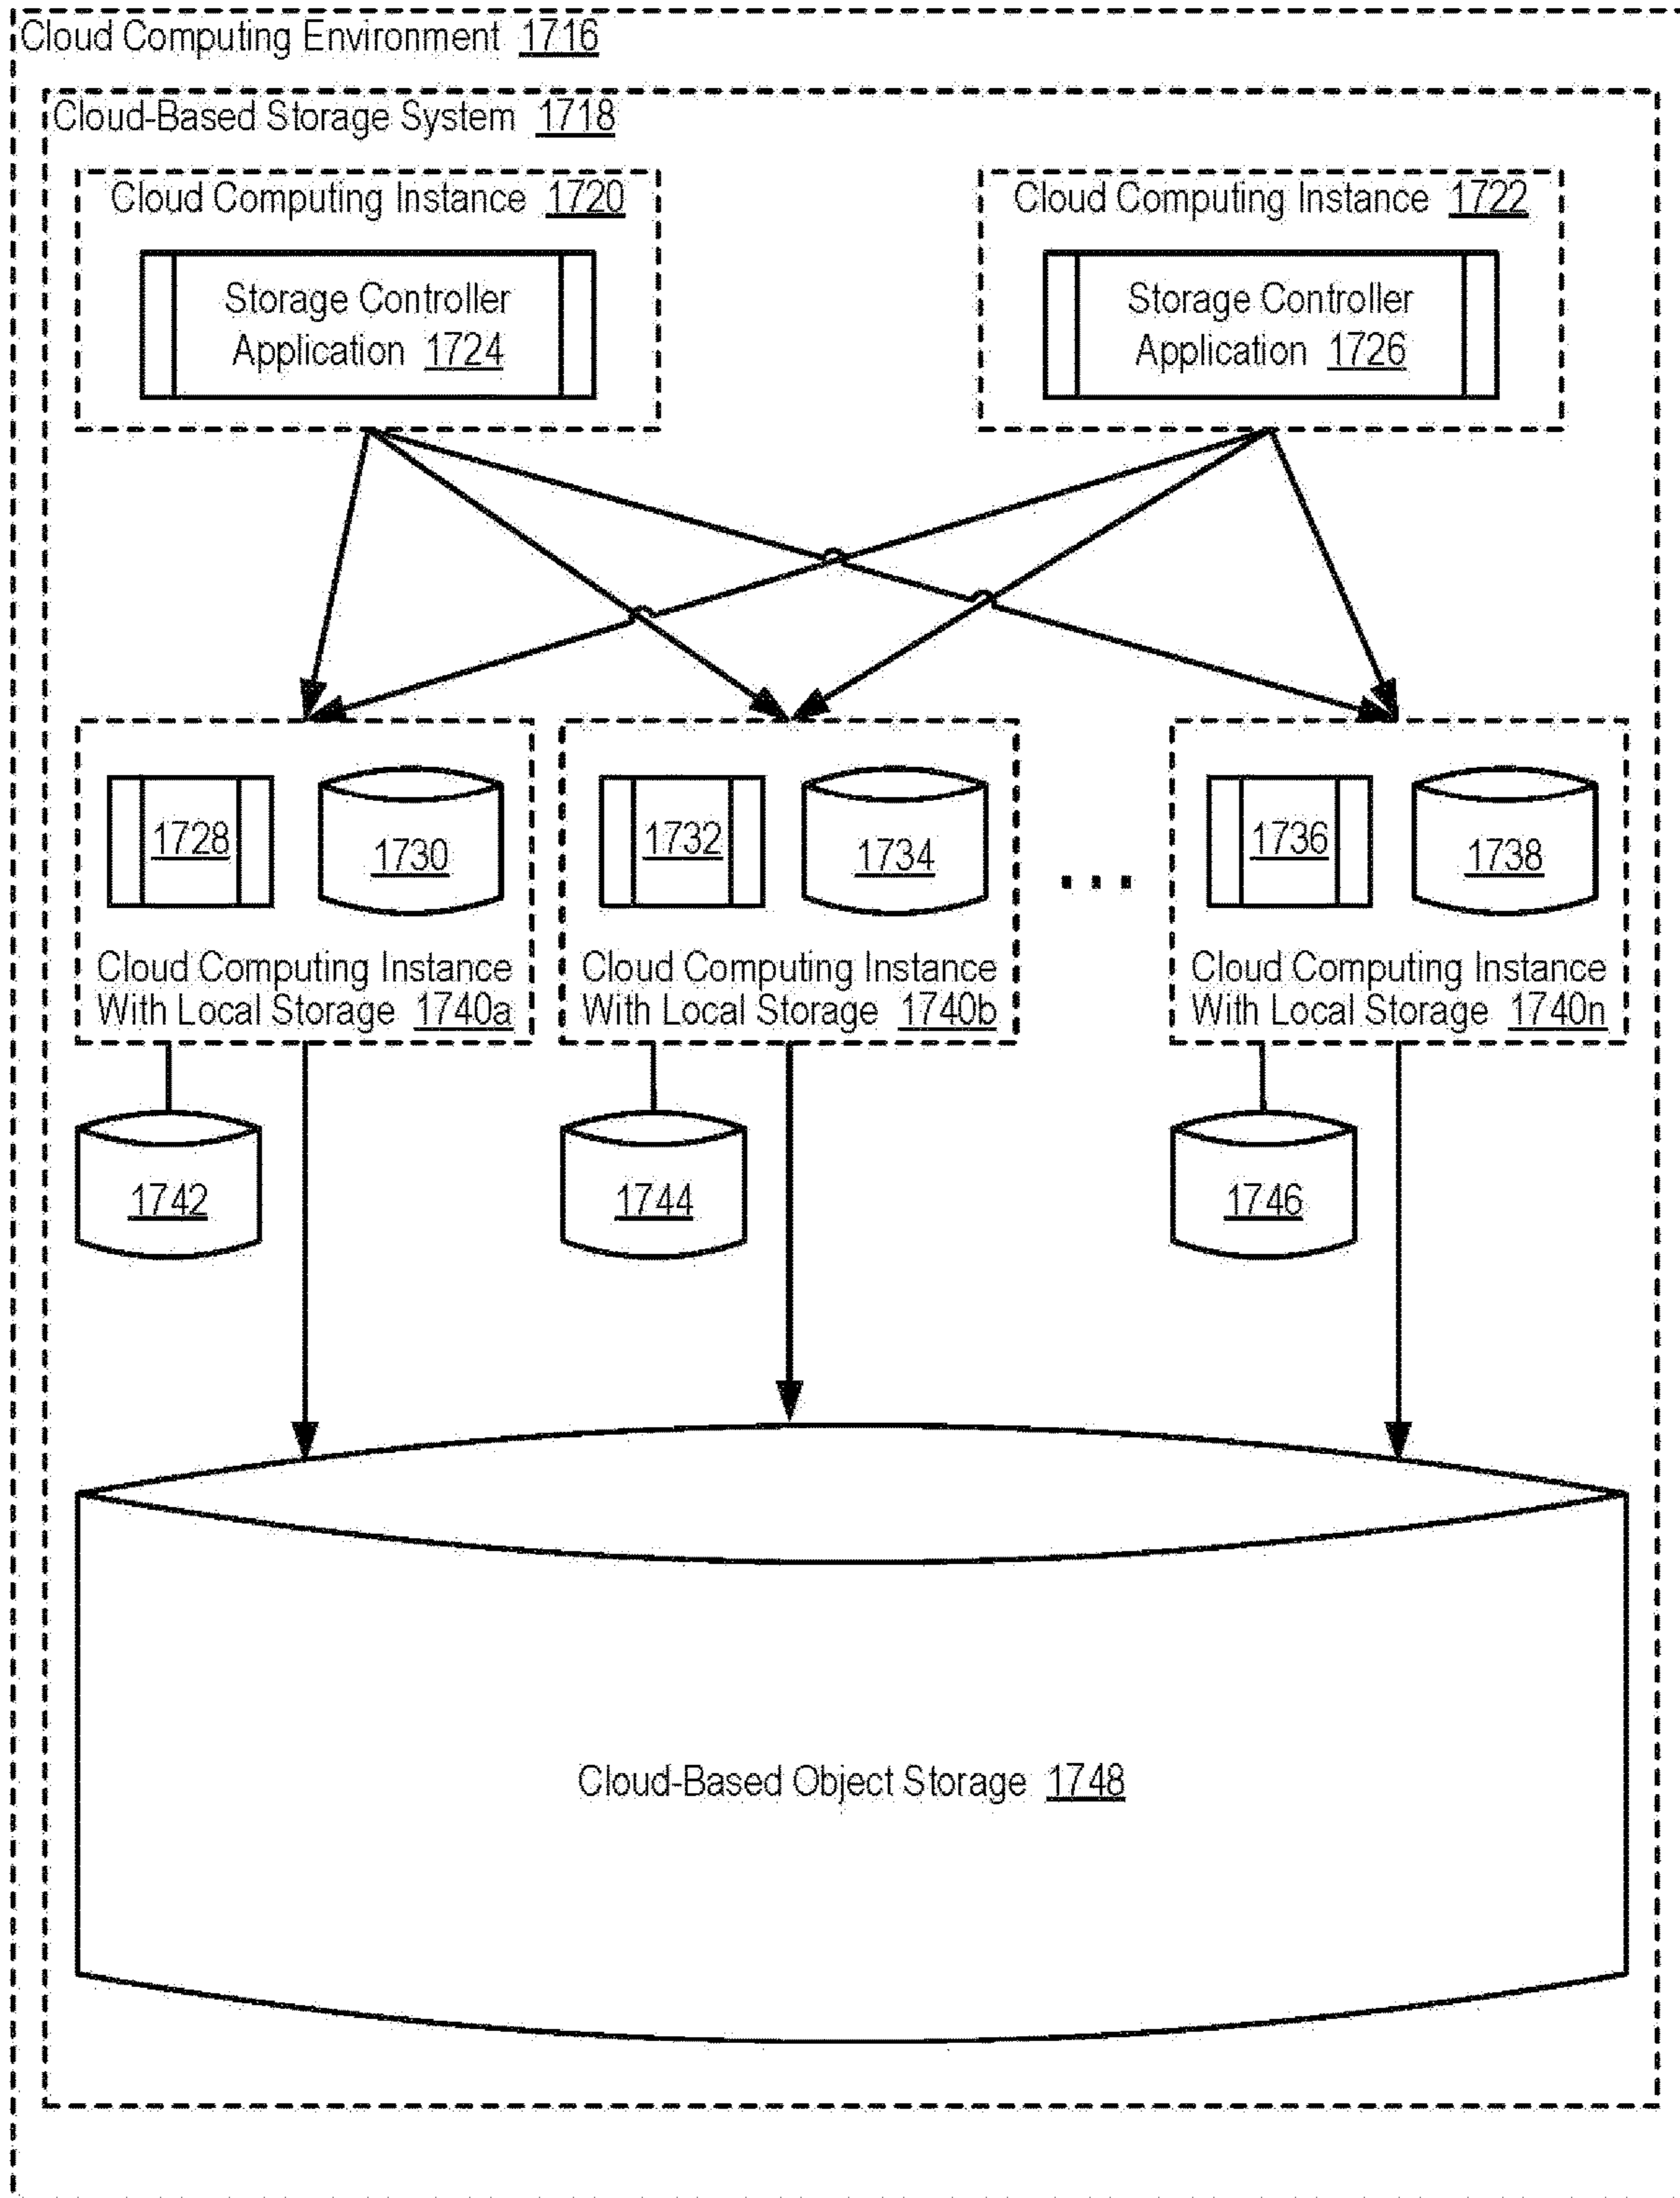 Cloud Computing Environment 1716
Cloud-Based Storage System 1718
Cloud Computing Instance 1720
Storage Controller
Application 1724
Cloud Computing Instance 1722
Storage Controller
Application 1726
1728
1730
Cloud Computing Instance
With Local Storage 1740a
1732
1734
Cloud Computing Instance
With Local Storage 1740b
...
1736
1738
Cloud Computing Instance
With Local Storage 1740n
1742
1744
1746
Cloud-Based Object Storage 1748